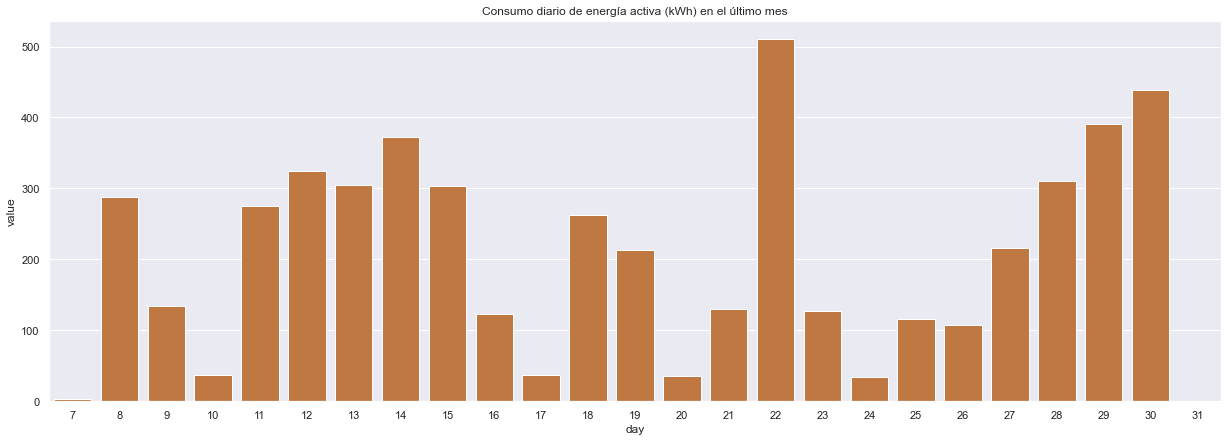 Consumo diario de energía activa (kWh) en el último mes
value
500
400
300
200
100
0
7 8 9 10 11 12 13 14 15 16 17 18 19 20 21 22 23 24 25 26 27 28 29 30 31
day